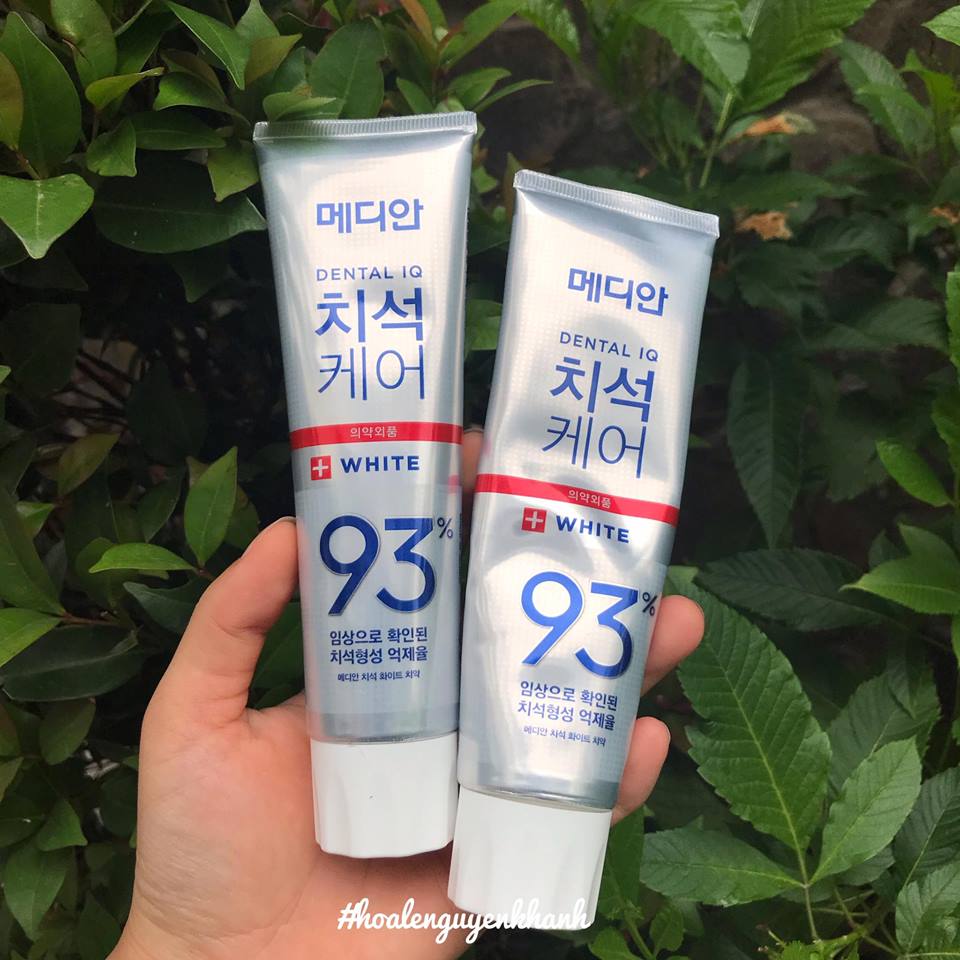 메디안
DENTAL IQ
치석
케어
의약외품
WHITE
93%
임상으로 확인된
치석형성 억제율
메디안 치석 화이트 치약
메디안
DENTAL IQ
치석
케어
의약외품
WHITE
93%
임상으로 확인된
치석형성 억제율
메디안 치석 화이트 치약
#hoalenguyenkhanh